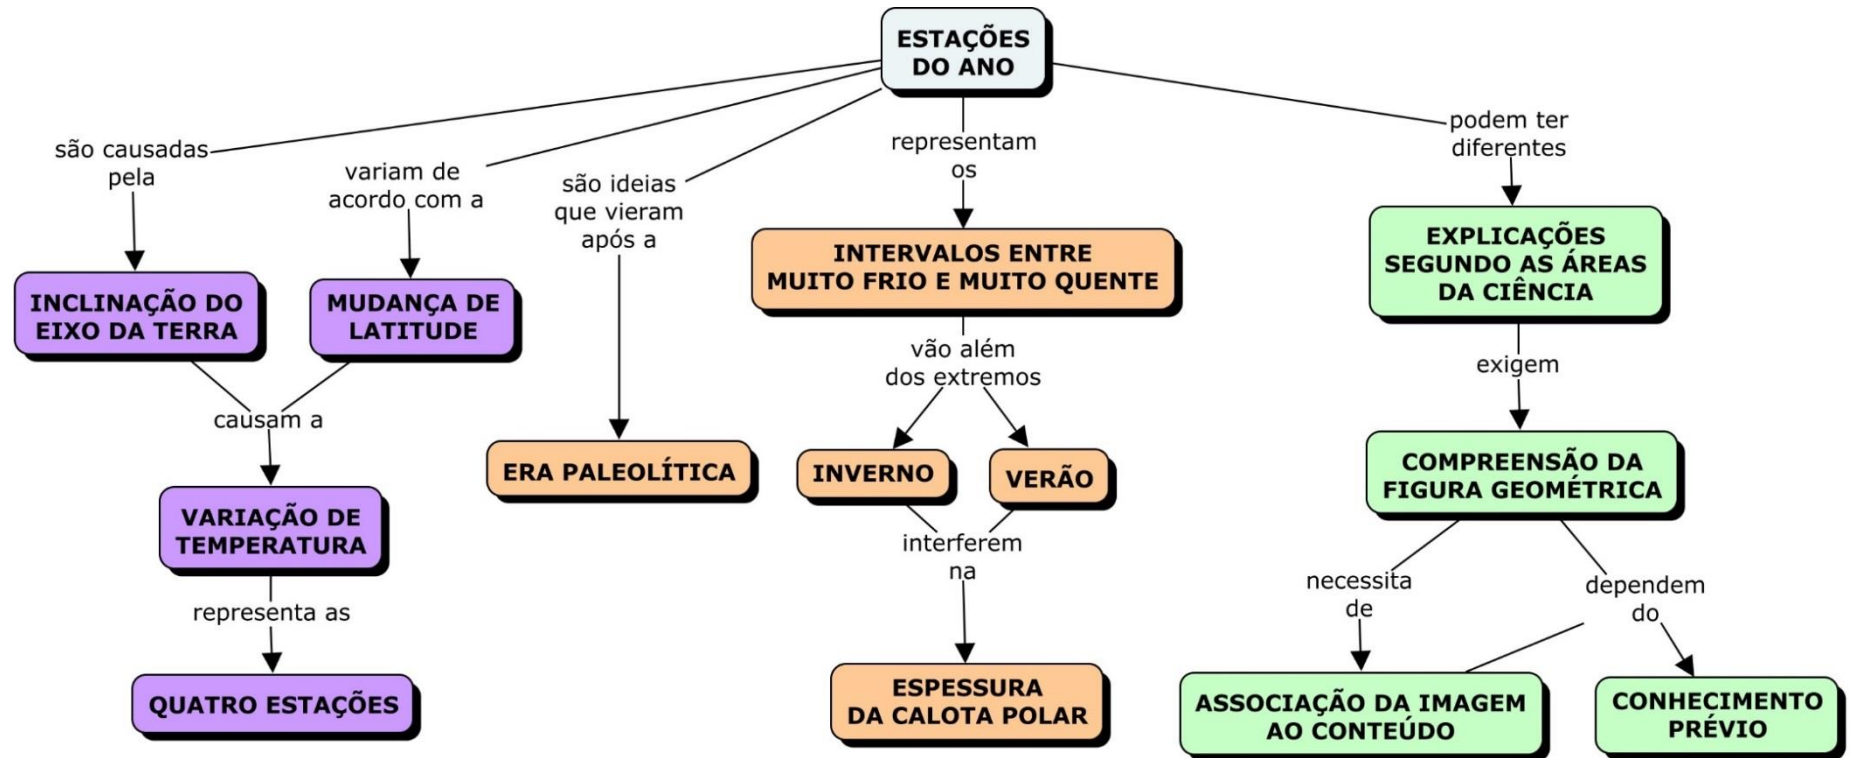 ESTAÇÕES
DO ANO
são causadas
pela
variam de
acordo com a
são ideias
que vieram
após a
representam
os
podem ter
diferentes
INCLINAÇÃO DO
EIXO DA TERRA
MUDANÇA DE
LATITUDE
INTERVALOS ENTRE
MUITO FRIO E MUITO QUENTE
EXPLICAÇÕES
SEGUNDO AS ÁREAS
DA CIÊNCIA
causam a
vão além
dos extremos
exigem
ERA PALEOLÍTICA
INVERNO
VERÃO
COMPREENSÃO DA
FIGURA GEOMÉTRICA
VARIAÇÃO DE
TEMPERATURA
interferem
na
representa as
necessita
de
dependem
do
QUATRO ESTAÇÕES
ESPESSURA
DA CALOTA POLAR
ASSOCIAÇÃO DA IMAGEM
AO CONTEÚDO
CONHECIMENTO
PRÉVIO